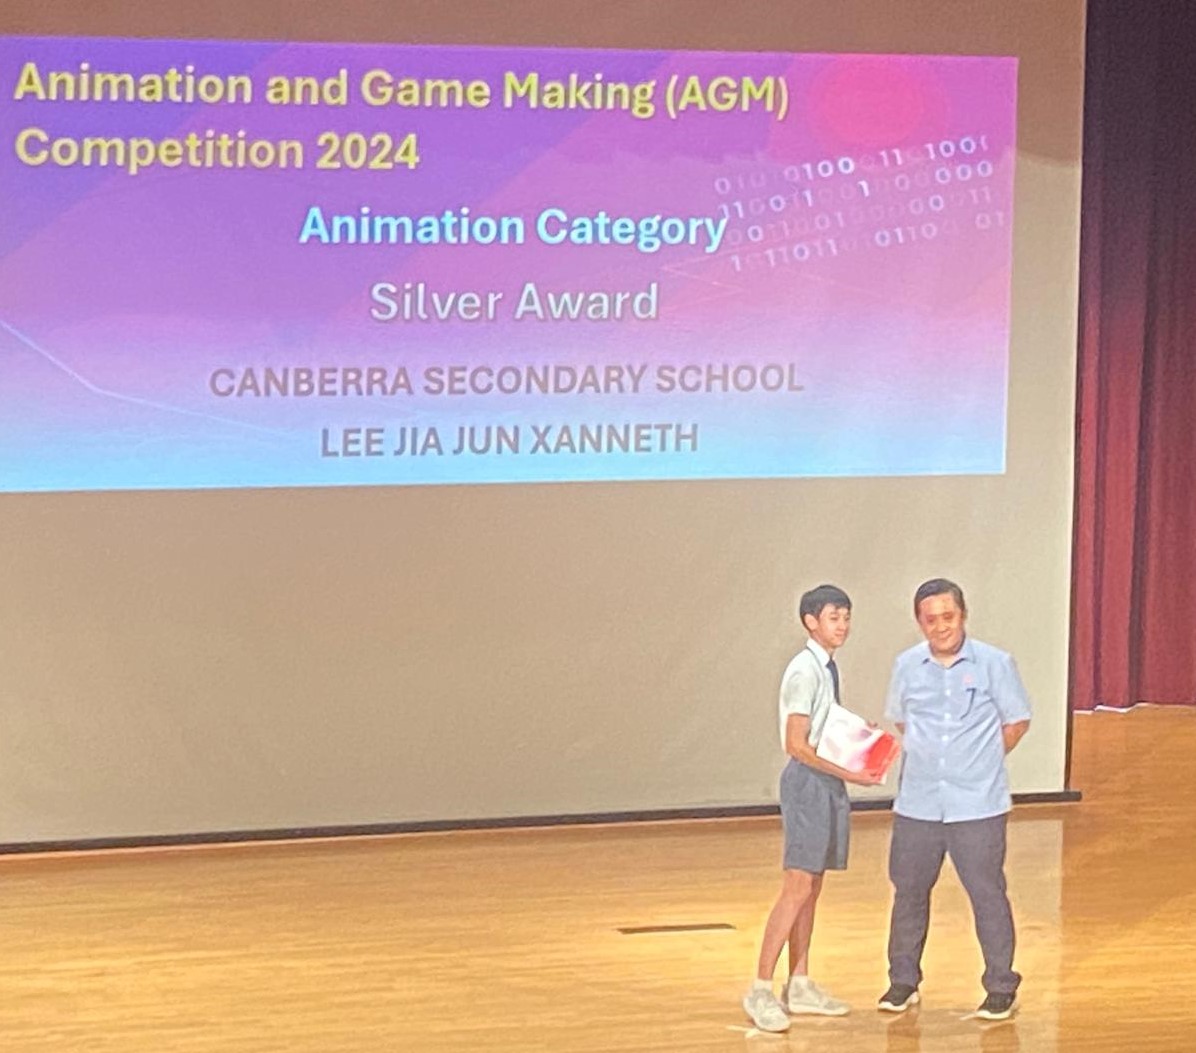 Animation and Game Making (AGM)
Competition 2024
Animation Category
Silver Award
CANBERRA SECONDARY SCHOOL
LEE JIA JUN XANNETH